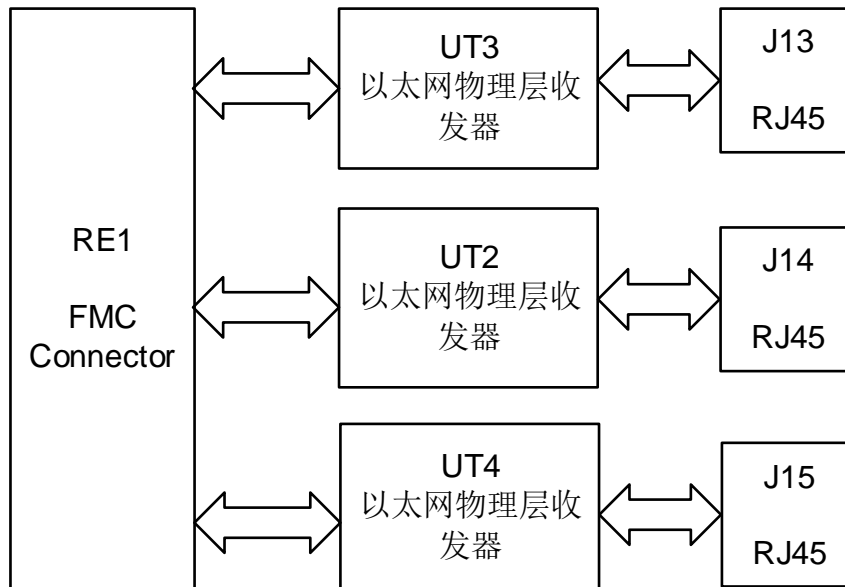 RE1
FMC
Connector
UT3
以太网物理层收
发器
J13
RJ45
UT2
以太网物理层收
发器
J14
RJ45
UT4
以太网物理层收
发器
J15
RJ45